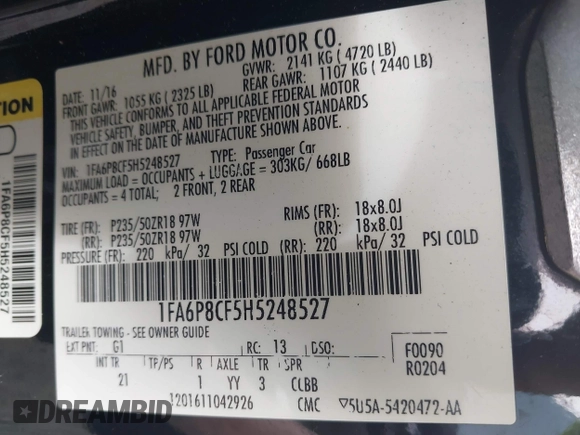 MFD. BY FORD MOTOR CO.
DATE: 11/16
GVWR: 2141 KG ( 4720 LB)
FRONT GAWR: 1055 KG ( 2325 LB)
REAR GAWR: 1107 KG ( 2440 LB)
THIS VEHICLE CONFORMS TO ALL APPLICABLE FEDERAL MOTOR
VEHICLE SAFETY, BUMPER, AND THEFT PREVENTION STANDARDS
IN EFFECT ON THE DATE OF MANUFACTURE SHOWN ABOVE.
VIN: 1FA6P8CF5H5248527
TYPE: Passenger Car
MAXIMUM LOAD = OCCUPANTS + LUGGAGE = 303KG/ 668LB
OCCUPANTS = 4 TOTAL; 2 FRONT, 2 REAR
TIRE (FR): P235/50ZR18 97W RIMS (FR): 18x8.0J
(RR): P235/50ZR18 97W (RR): 18x8.0J
PRESSURE (FR): 220 kPa/ 32 PSI COLD (RR): 220 kPa/ 32 PSI COLD
1FA6P8CF5H5248527
TRAILER TOWING - SEE OWNER GUIDE
EXT PNT: G1 RC: 13 DSO: F0090
INT TR TP/PS R AXLE TR SPR R0204
21 1 YY 3 CLBB
1201611042926 CMC ▽5U5A-5420472-AA
TION
1FA6P8CF5H5248527
DealerCenter